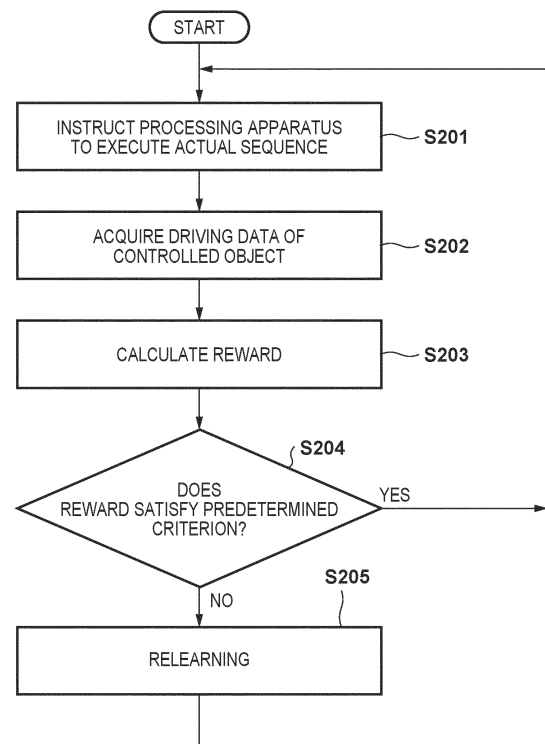 START
INSTRUCT PROCESSING APPARATUS
TO EXECUTE ACTUAL SEQUENCE
S201
ACQUIRE DRIVING DATA OF
CONTROLLED OBJECT
S202
CALCULATE REWARD
S203
S204
DOES
REWARD SATISFY PREDETERMINED
CRITERION?
YES
NO
S205
RELEARNING